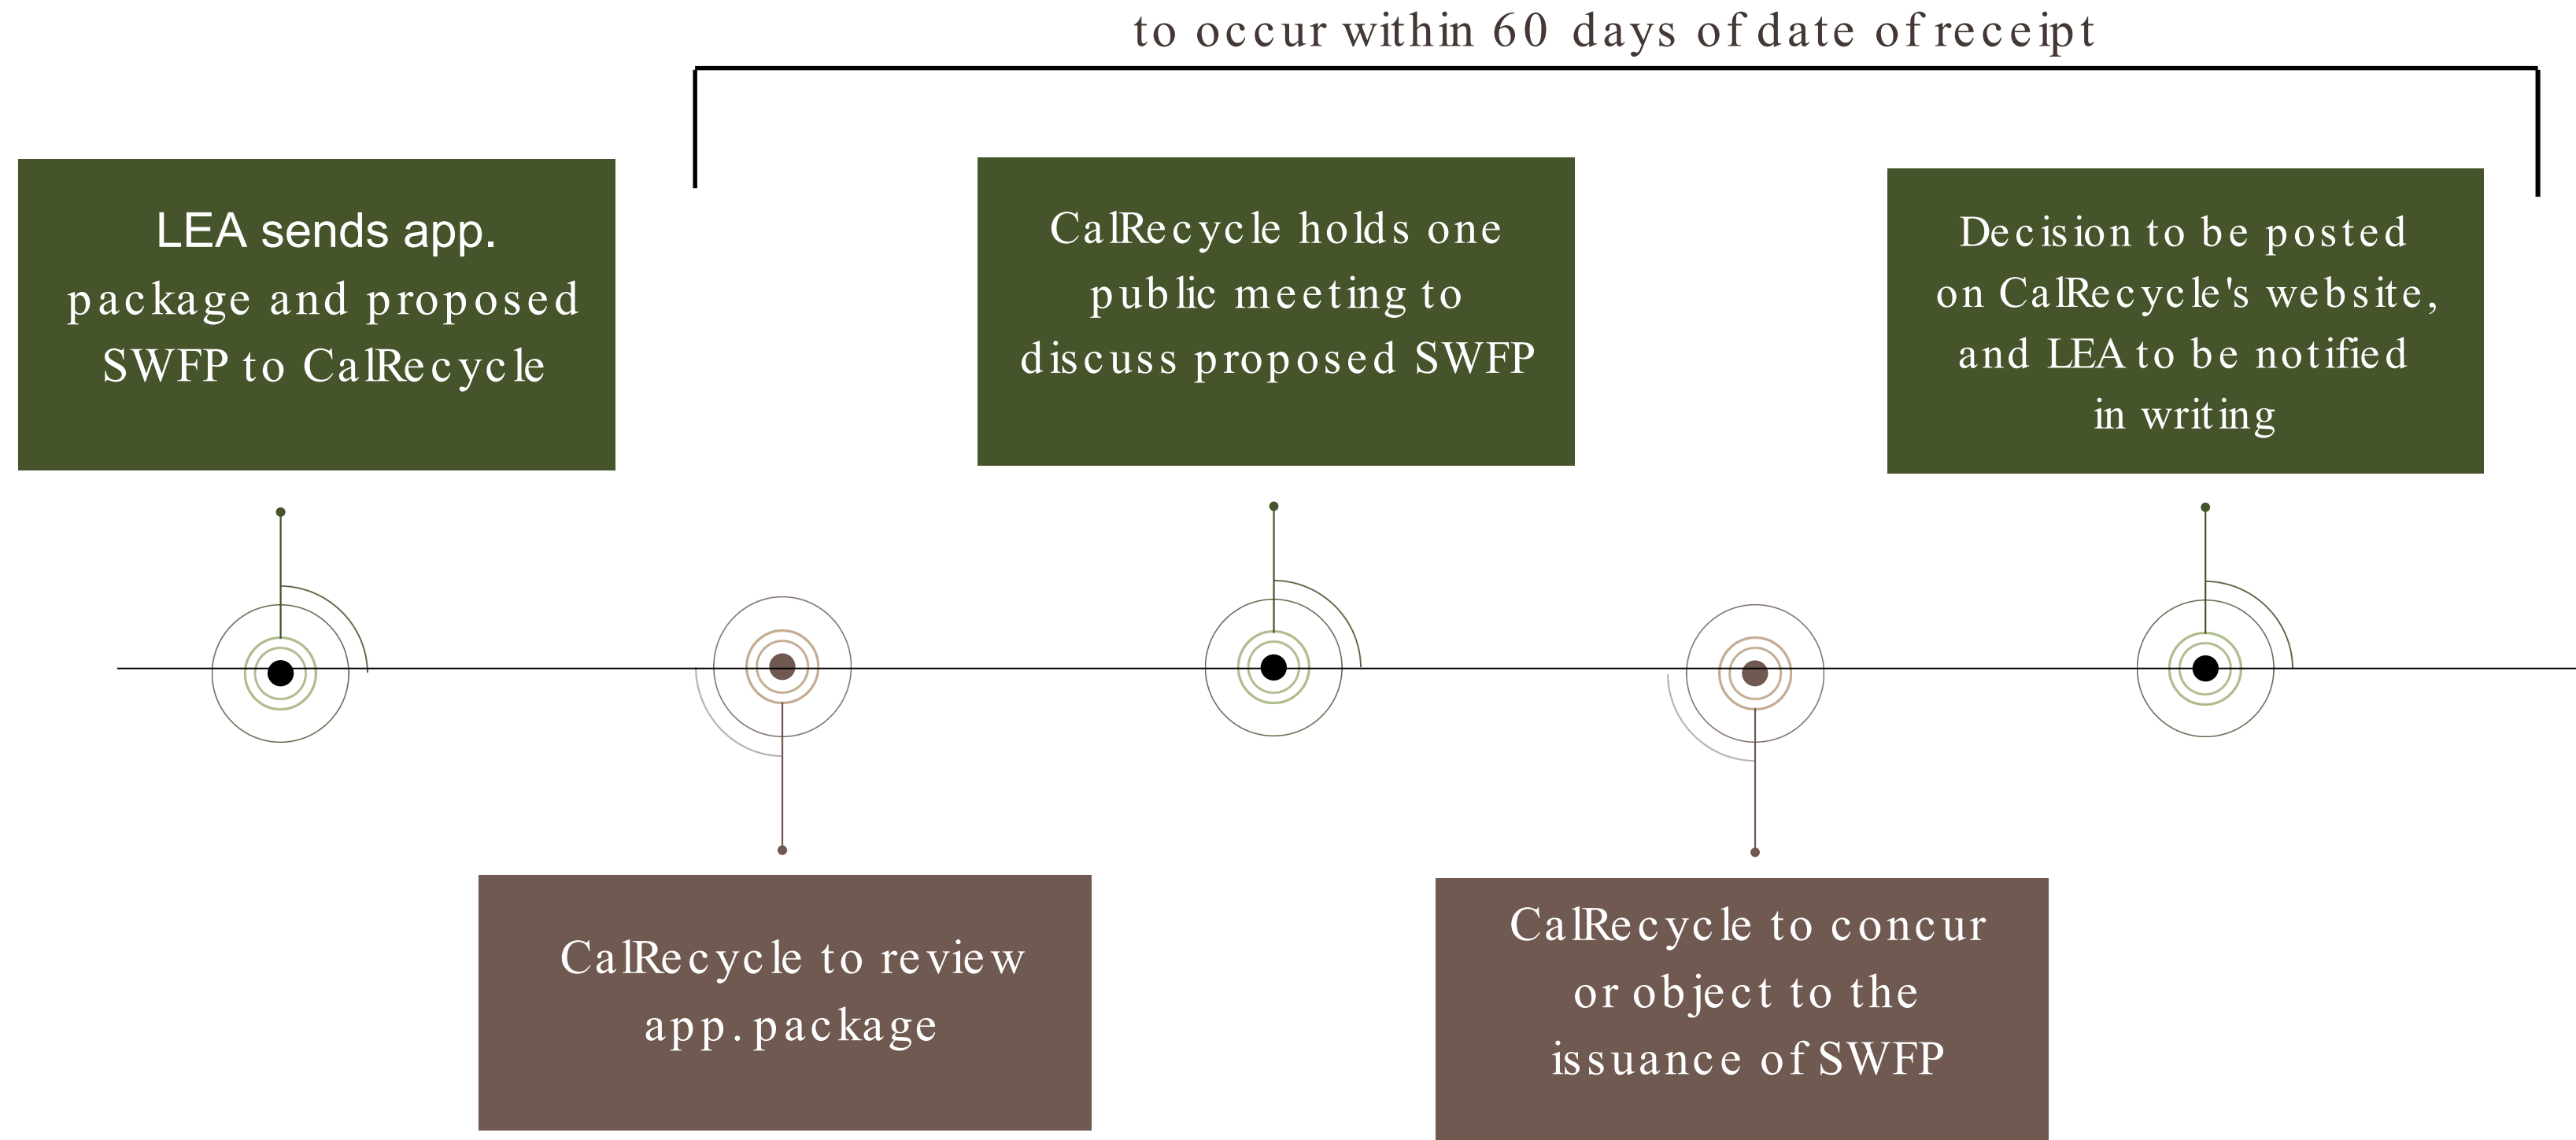 to occur within 60 days of date of receipt
LEA sends app.
package and proposed
SWFP to CalRecycle
CalRecycle to review
app. package
CalRecycle holds one
public meeting to
discuss proposed SWFP
CalRecycle to concur
or object to the
issuance of SWFP
Decision to be posted
on CalRecycle's website,
and LEA to be notified
in writing